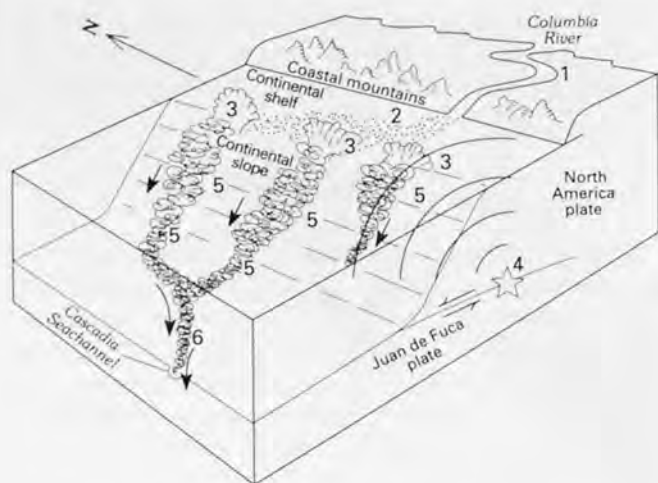 N
Columbia
River
1
Coastal mountains
Continental
shelf
2
3
3
3
Continental
slope
North
America
plate
5
5
5
5
5
4
Juan de Fuca
plate
6
Cascadia
Seachannel